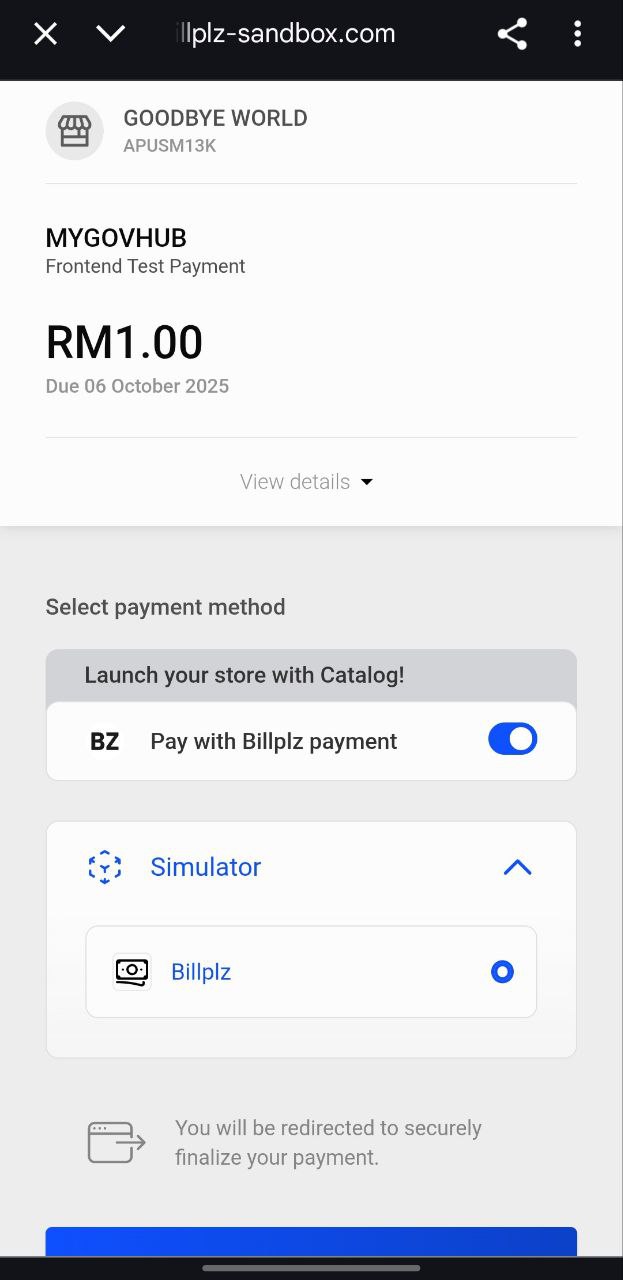 illplz-sandbox.com
GOODBYE WORLD
APUSM13K
MYGOVHUB
Frontend Test Payment
RM1.00
Due 06 October 2025
View details
Select payment method
Launch your store with Catalog!
BZ Pay with Billplz payment
Simulator
Billplz
You will be redirected to securely
finalize your payment.